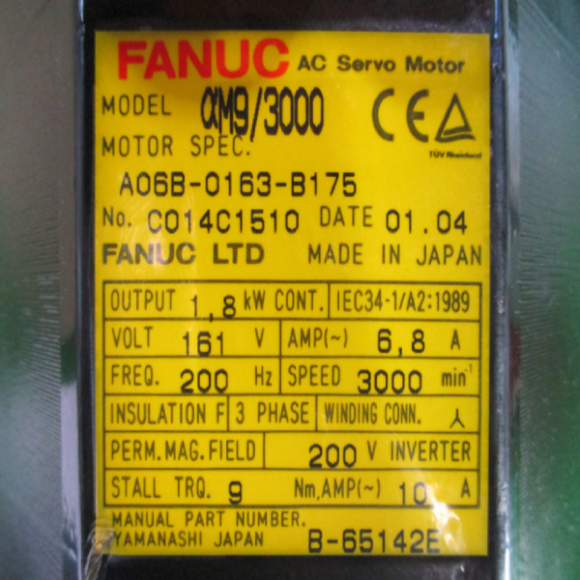 FANUC AC Servo Motor
MODEL αM9/3000
CE
TÜV Rheinland
MOTOR SPEC.
A06B-0163-B175
No. C014C1510 DATE 01.04
FANUC LTD MADE IN JAPAN
OUTPUT 1,8 kW CONT. IEC34-1/A2:1989
VOLT 161 V AMP(~) 6,8 A
FREQ. 200 Hz SPEED 3000 min⁻¹
INSULATION F 3 PHASE WINDING CONN. 人
PERM.MAG.FIELD 200 V INVERTER
STALL TRQ. 9 Nm,AMP(~) 10 A
MANUAL PART NUMBER.
YAMANASHI JAPAN B-65142E